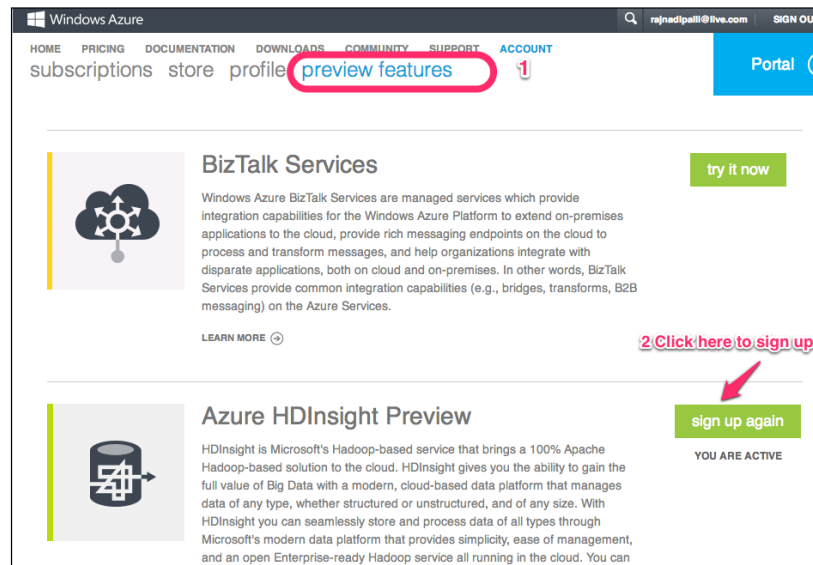 Windows Azure
rajnadipalli@live.com SIGN OU
HOME PRICING DOCUMENTATION DOWNLOADS COMMUNITY SUPPORT ACCOUNT
subscriptions store profile preview features 1
Portal
BizTalk Services
try it now
Windows Azure BizTalk Services are managed services which provide
integration capabilities for the Windows Azure Platform to extend on-premises
applications to the cloud, provide rich messaging endpoints on the cloud to
process and transform messages, and help organizations integrate with
disparate applications, both on cloud and on-premises. In other words, BizTalk
Services provide common integration capabilities (e.g., bridges, transforms, B2B
messaging) on the Azure Services.
LEARN MORE
2 Click here to sign up
Azure HDInsight Preview
sign up again
YOU ARE ACTIVE
HDInsight is Microsoft's Hadoop-based service that brings a 100% Apache
Hadoop-based solution to the cloud. HDInsight gives you the ability to gain the
full value of Big Data with a modern, cloud-based data platform that manages
data of any type, whether structured or unstructured, and of any size. With
HDInsight you can seamlessly store and process data of all types through
Microsoft's modern data platform that provides simplicity, ease of management,
and an open Enterprise-ready Hadoop service all running in the cloud. You can